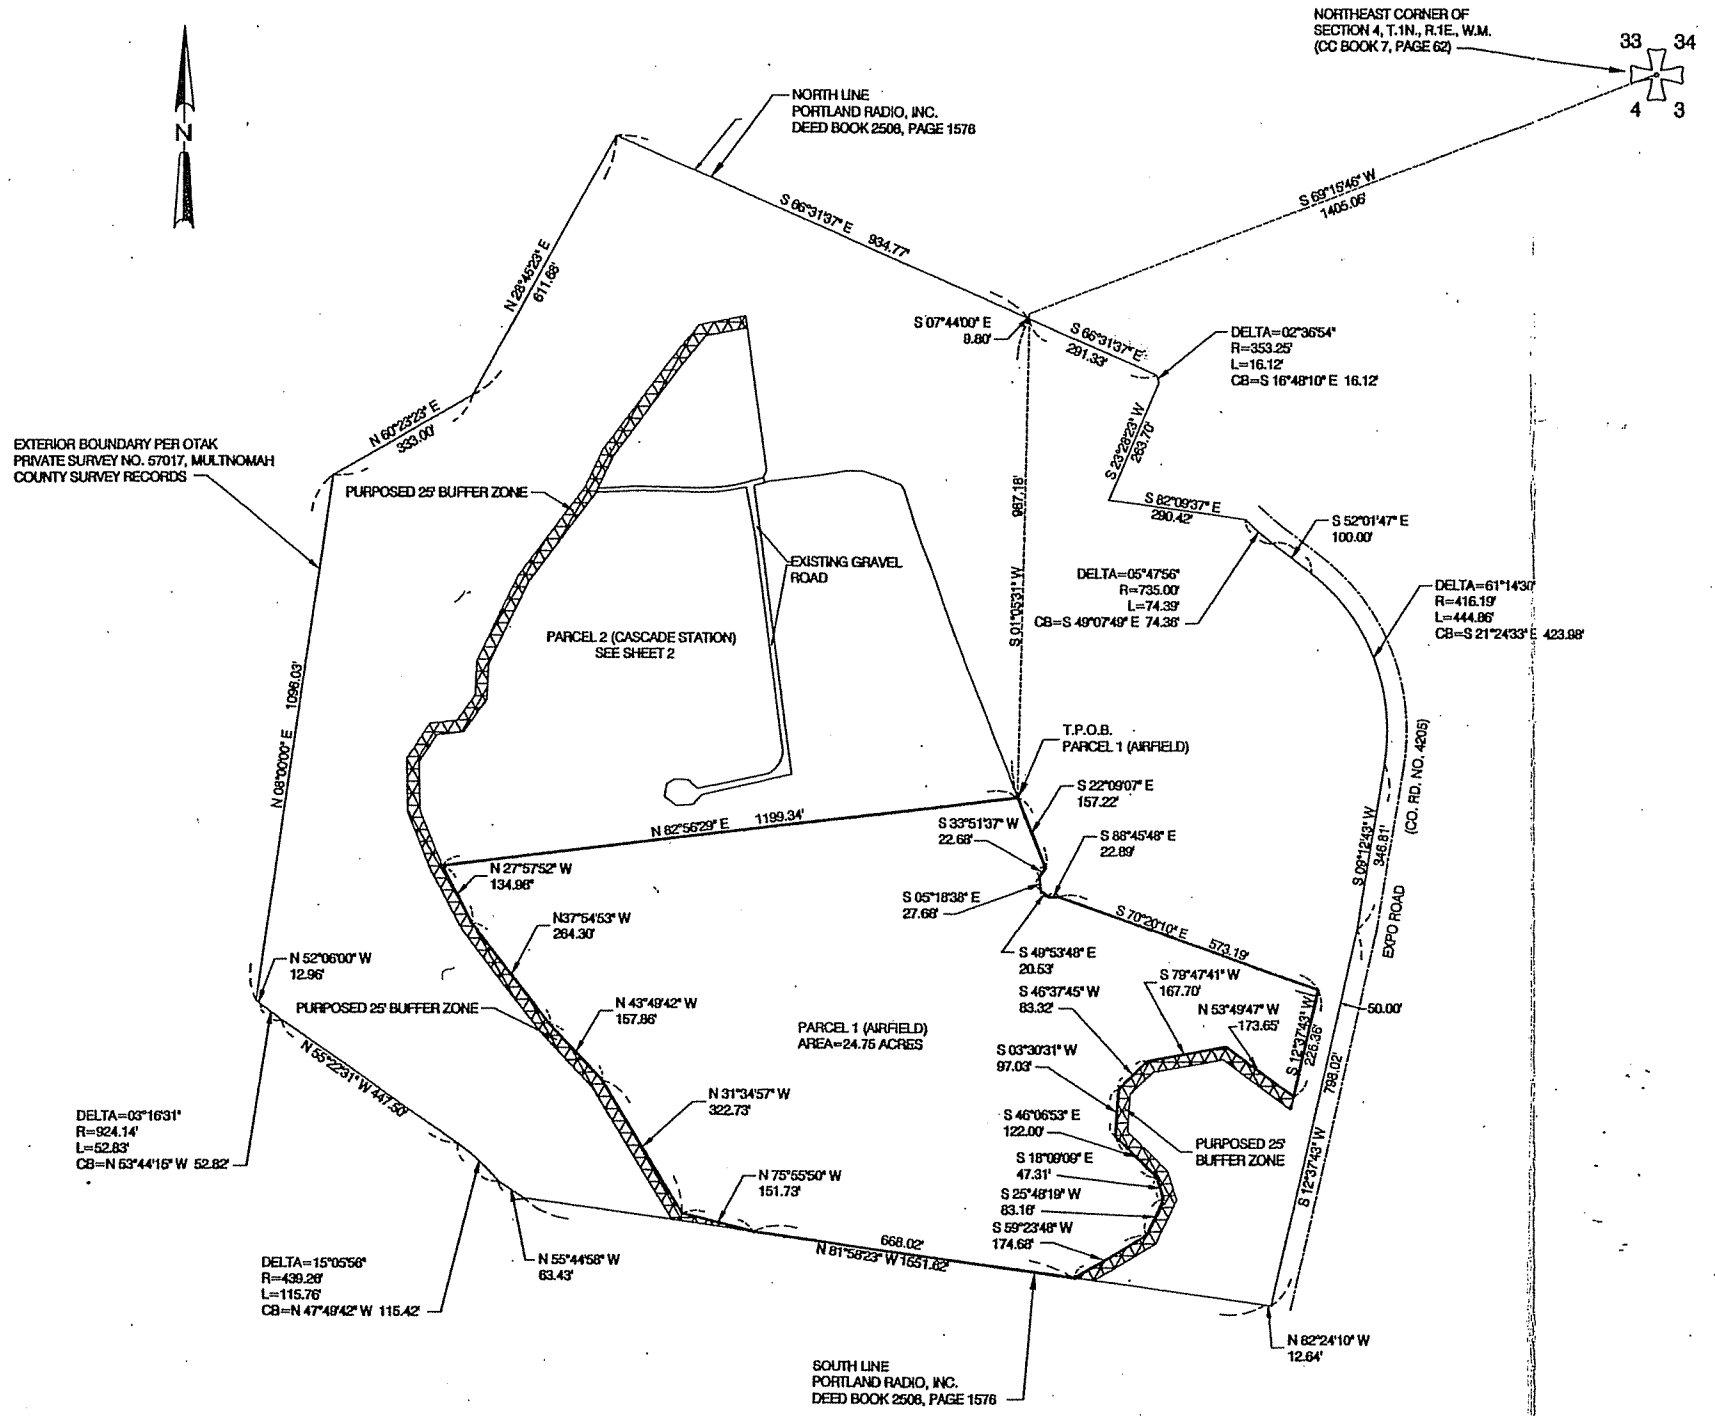 NORTHEAST CORNER OF
SECTION 4, T.1N., R.1E., W.M.
(CC BOOK 7, PAGE 62)
33 34
4 3
N
NORTH LINE
PORTLAND RADIO, INC.
DEED BOOK 2508, PAGE 1576
S 69°15'46" W
1405.06'
S 66°31'37" E 934.77'
N 28°45'23" E
611.68'
S 07°44'00" E
9.80'
S 66°31'37" E
291.33'
DELTA=02°36'54"
R=353.25'
L=16.12'
CB=S 16°48'10" E 16.12'
N 60°23'23" E
333.00'
S 23°28'23" W
263.70'
EXTERIOR BOUNDARY PER OTAK
PRIVATE SURVEY NO. 57017, MULTNOMAH
COUNTY SURVEY RECORDS
PURPOSED 25' BUFFER ZONE
S 82°09'37" E
290.42'
S 52°01'47" E
100.00'
EXISTING GRAVEL
ROAD
987.18'
S 01°05'31" W
DELTA=05°47'56"
R=735.00'
L=74.39'
CB=S 49°07'49" E 74.36'
DELTA=61°14'30"
R=416.19'
L=444.86'
CB=S 21°24'33" E 423.98'
PARCEL 2 (CASCADE STATION)
SEE SHEET 2
N 08°00'00" E 1096.03'
T.P.O.B.
PARCEL 1 (AIRFIELD)
S 22°09'07" E
157.22'
N 82°56'29" E 1199.34'
S 33°51'37" W
22.68'
S 88°45'48" E
22.89'
S 09°12'43" W
346.81'
(CO. RD. NO. 4205)
EXPO ROAD
N 27°57'52" W
134.98"
S 05°18'38" E
27.68'
N37°54'53" W
264.30'
S 70°20'10" E 573.19'
S 49°53'48" E
20.53'
N 52°06'00" W
12.96'
S 46°37'45" W
83.32'
S 79°47'41" W
167.70'
PURPOSED 25' BUFFER ZONE
N 43°49'42" W
157.86'
N 53°49'47" W
173.65'
S 12°37'43" W
226.36'
50.00'
PARCEL 1 (AIRFIELD)
AREA=24.75 ACRES
N 55°22'31" W 447.50'
S 03°30'31" W
97.03'
N 31°34'57" W
322.73'
798.02'
S 12°37'43" W
DELTA=03°16'31"
R=924.14'
L=52.83'
CB=N 53°44'15" W 52.82'
S 46°06'53" E
122.00'
PURPOSED 25'
BUFFER ZONE
S 18°09'09" E
47.31'
N 75°55'50" W
151.73'
S 25°48'19" W
83.16'
S 59°23'48" W
174.68'
668.02'
N 81°58'23" W 1551.62'
DELTA=15°05'56"
R=439.26'
L=115.76'
CB=N 47°49'42" W 115.42'
N 55°44'58" W
63.43'
N 82°24'10" W
12.64'
SOUTH LINE
PORTLAND RADIO, INC.
DEED BOOK 2508, PAGE 1576